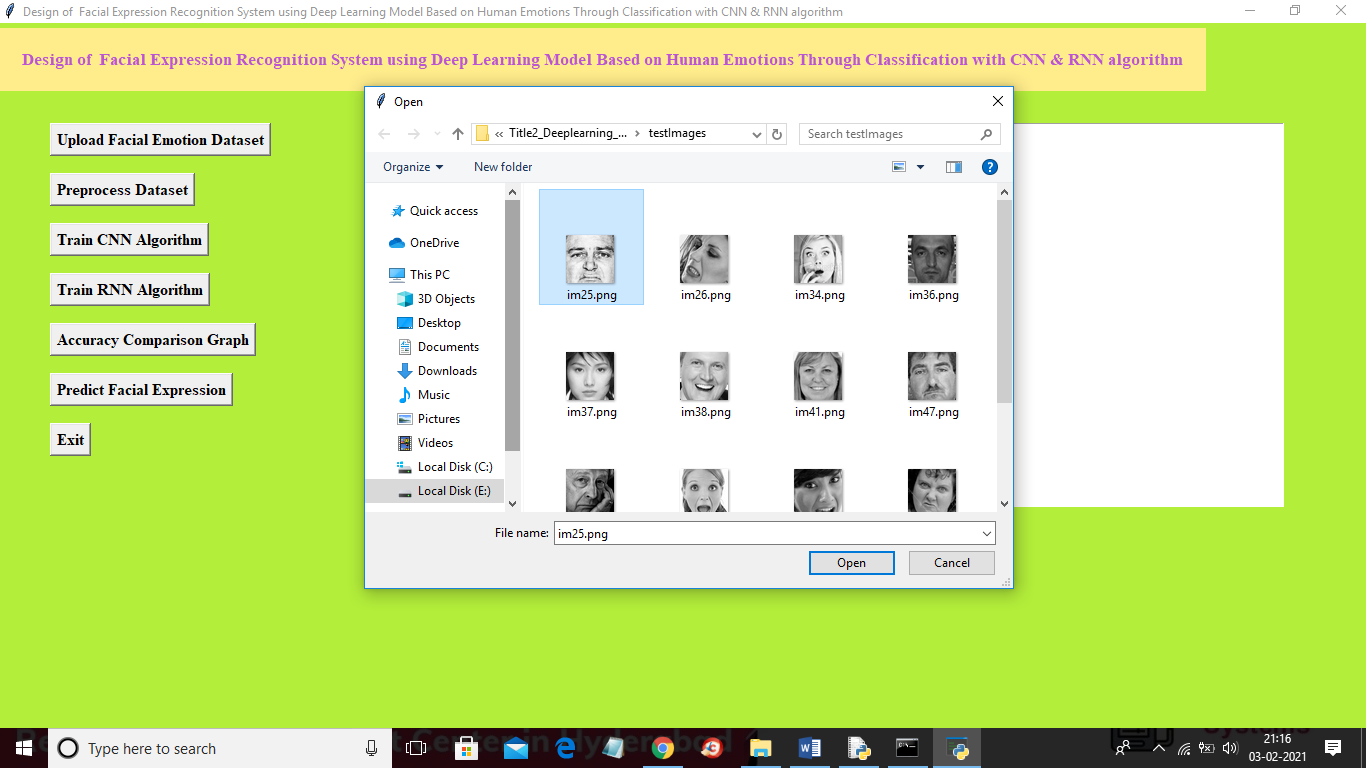 Design of  Facial Expression Recognition System using Deep Learning Model Based on Human Emotions Through Classification with CNN & RNN algorithm
Design of  Facial Expression Recognition System using Deep Learning Model Based on Human Emotions Through Classification with CNN & RNN algorithm
Upload Facial Emotion Dataset
Preprocess Dataset
Train CNN Algorithm
Train RNN Algorithm
Accuracy Comparison Graph
Predict Facial Expression
Exit
Open
« Title2_Deeplearning_... › testImages
Search testImages
Organize
New folder
Quick access
OneDrive
This PC
3D Objects
Desktop
Documents
Downloads
Music
Pictures
Videos
Local Disk (C:)
Local Disk (E:)
im25.png im26.png im34.png im36.png
im37.png im38.png im41.png im47.png
File name: im25.png
Open Cancel
Type here to search
21:16
03-02-2021